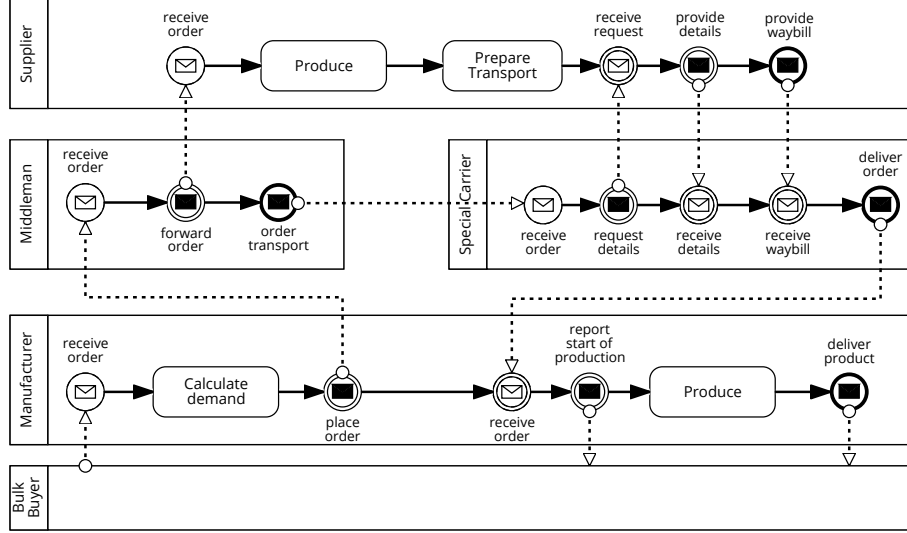 Supplier
receive
order
Produce
Prepare
Transport
receive
request
provide
details
provide
waybill
Middleman
receive
order
forward
order
order
transport
Special Carrier
receive
order
request
details
receive
details
receive
waybill
deliver
order
Manufacturer
receive
order
Calculate
demand
place
order
receive
order
report
start of
production
Produce
deliver
product
Bulk
Buyer